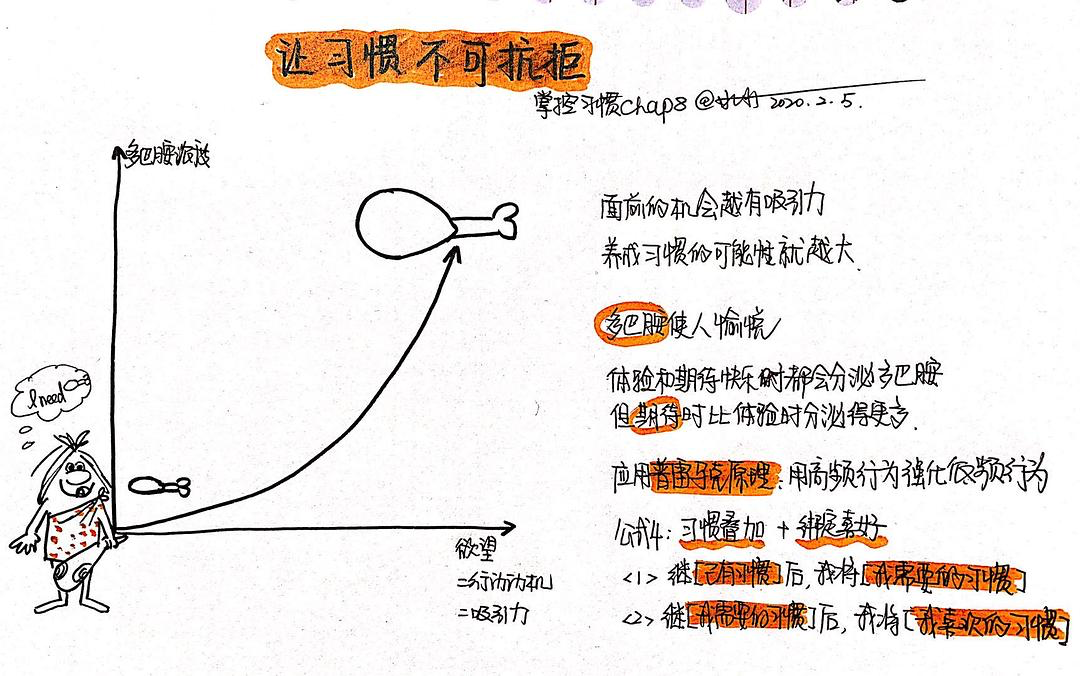 让习惯不可抗拒
掌控习惯chap8 @ 2020.2.5.
多巴胺释放
面前的机会越有吸引力
养成习惯的可能性就越大
多巴胺使人愉悦
体验和期待快乐时都会分泌多巴胺
但期待时比体验时分泌得更多.
I need
应用普雷马克原理:用高频行为强化低频行为
公式4:习惯叠加+绑定喜好
<1>继[已有习惯]后,我将[我需要的习惯]
<2>继[我需要的习惯]后,我将[我喜欢的习惯]
欲望
=行动动机
=吸引力